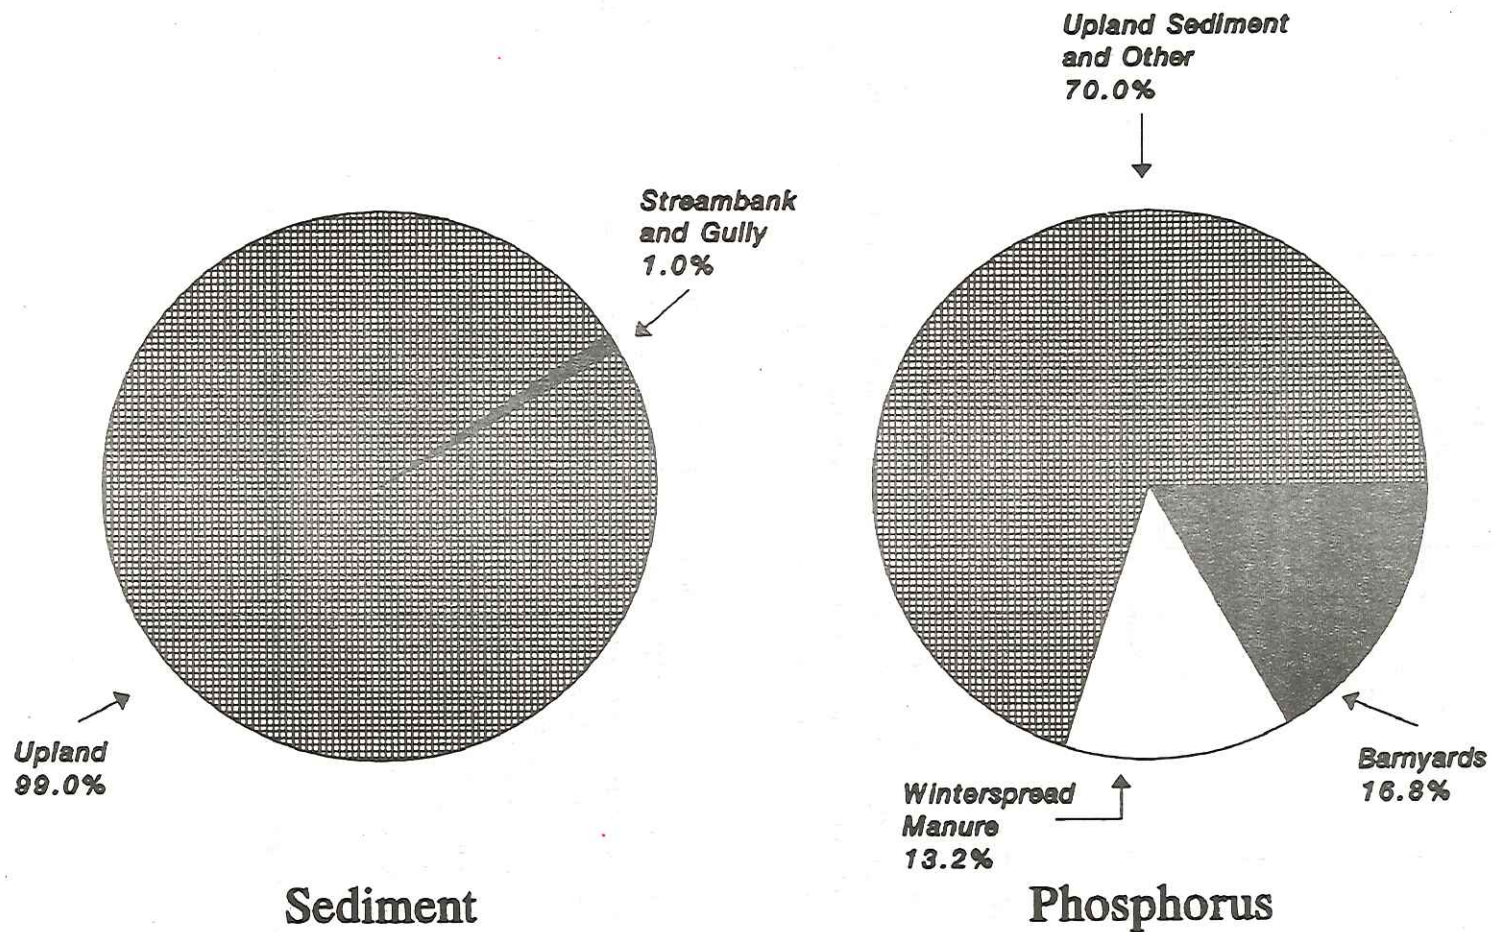 Upland Sediment
and Other
70.0%
Streambank
and Gully
1.0%
Upland
99.0%
Winterspread
Manure
13.2%
Barnyards
16.8%
Sediment
Phosphorus